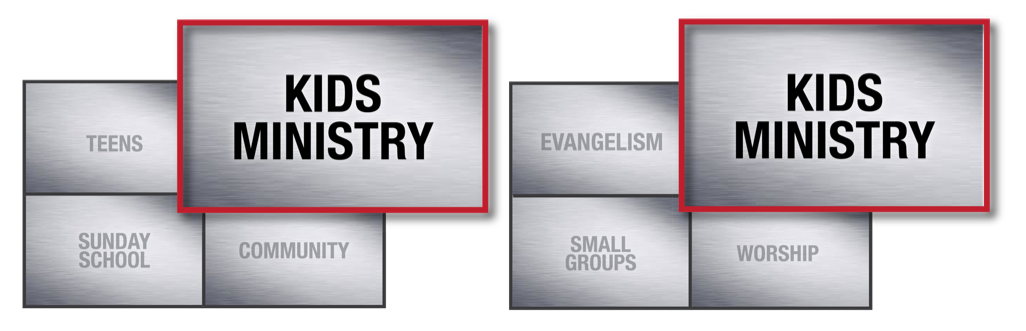 TEENS
KIDS
MINISTRY
SUNDAY
SCHOOL
COMMUNITY
EVANGELISM
KIDS
MINISTRY
SMALL
GROUPS
WORSHIP